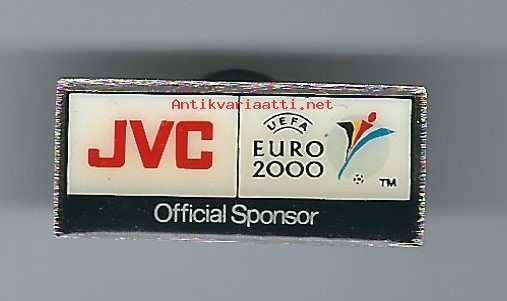 Antikvariaatti.net
JVC
UEFA
EURO
2000
TM
Official Sponsor